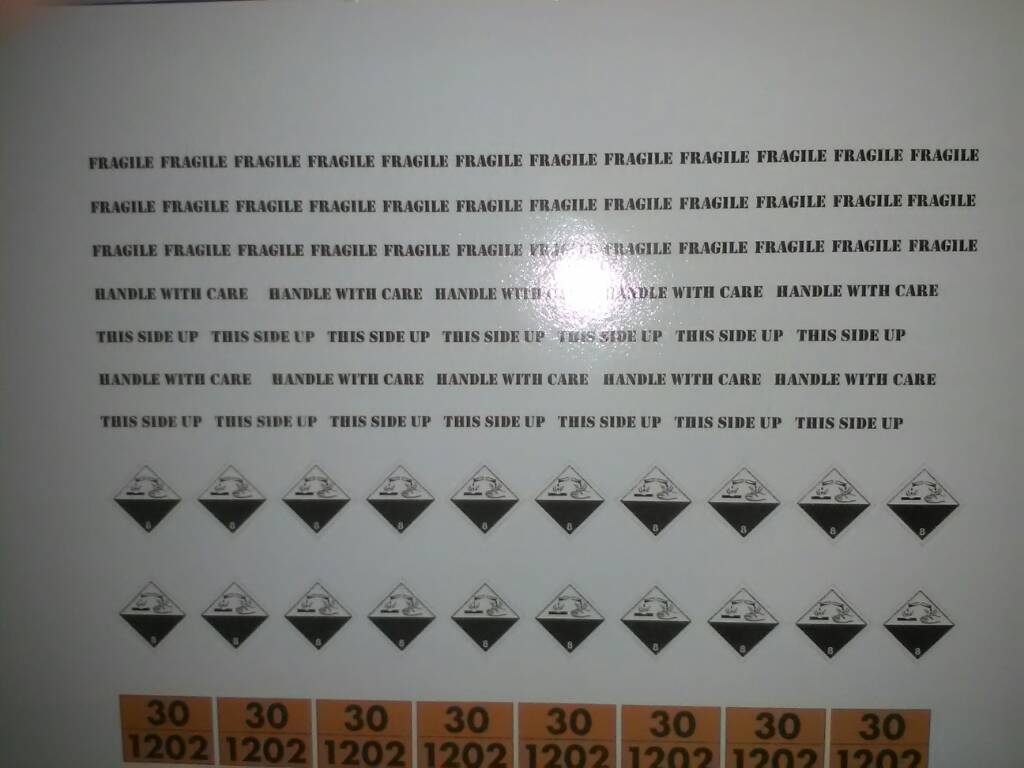 FRAGILE FRAGILE FRAGILE FRAGILE FRAGILE FRAGILE FRAGILE FRAGILE FRAGILE FRAGILE FRAGILE FRAGILE
FRAGILE FRAGILE FRAGILE FRAGILE FRAGILE FRAGILE FRAGILE FRAGILE FRAGILE FRAGILE FRAGILE FRAGILE
FRAGILE FRAGILE FRAGILE FRAGILE FRAGILE FRAGILE FRAGILE FRAGILE FRAGILE FRAGILE FRAGILE FRAGILE
HANDLE WITH CARE HANDLE WITH CARE HANDLE WITH HANDLE WITH CARE HANDLE WITH CARE
THIS SIDE UP THIS SIDE UP THIS SIDE UP THIS SIDE UP THIS SIDE UP THIS SIDE UP THIS SIDE UP
HANDLE WITH CARE HANDLE WITH CARE HANDLE WITH CARE HANDLE WITH CARE HANDLE WITH CARE
THIS SIDE UP THIS SIDE UP THIS SIDE UP THIS SIDE UP THIS SIDE UP THIS SIDE UP THIS SIDE UP
8 8 8 8 8 8 8 8 8 8
8 8 8 8 8 8 8 8 8 8
30 30 30 30 30 30 30 30
1202 1202 1202 1202 1202 1202 1202 1202